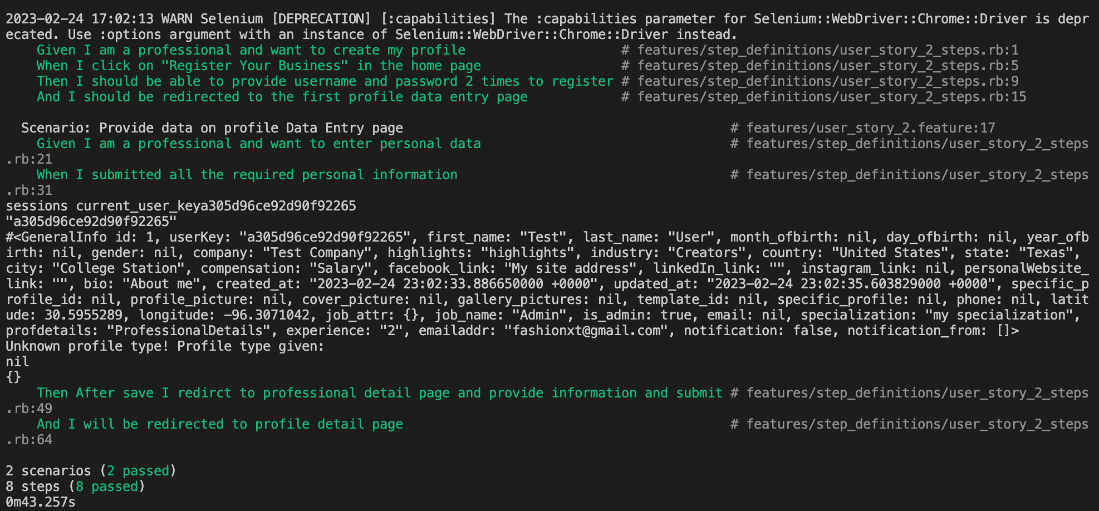 2023-02-24 17:02:13 WARN Selenium [DEPRECATION] [:capabilities] The :capabilities parameter for Selenium::WebDriver::Chrome::Driver is depr
ecated. Use :options argument with an instance of Selenium::WebDriver::Chrome::Driver instead.
    Given I am a professional and want to create my profile                   # features/step_definitions/user_story_2_steps.rb:1
    When I click on "Register Your Business" in the home page                 # features/step_definitions/user_story_2_steps.rb:5
    Then I should be able to provide username and password 2 times to register # features/step_definitions/user_story_2_steps.rb:9
    And I should be redirected to the first profile data entry page           # features/step_definitions/user_story_2_steps.rb:15
  Scenario: Provide data on profile Data Entry page                                         # features/user_story_2.feature:17
    Given I am a professional and want to enter personal data                               # features/step_definitions/user_story_2_steps
.rb:21
    When I submitted all the required personal information                                  # features/step_definitions/user_story_2_steps
.rb:31
sessions current_user_keya305d96ce92d90f92265
"a305d96ce92d90f92265"
#<GeneralInfo id: 1, userKey: "a305d96ce92d90f92265", first_name: "Test", last_name: "User", month_ofbirth: nil, day_ofbirth: nil, year_ofb
irth: nil, gender: nil, company: "Test Company", highlights: "highlights", industry: "Creators", country: "United States", state: "Texas",
city: "College Station", compensation: "Salary", facebook_link: "My site address", linkedIn_link: "", instagram_link: nil, personalWebsite_
link: "", bio: "About me", created_at: "2023-02-24 23:02:33.886650000 +0000", updated_at: "2023-02-24 23:02:35.603829000 +0000", specific_p
rofile_id: nil, profile_picture: nil, cover_picture: nil, gallery_pictures: nil, template_id: nil, specific_profile: nil, phone: nil, latit
ude: 30.5955289, longitude: -96.3071042, job_attr: {}, job_name: "Admin", is_admin: true, email: nil, specialization: "my specialization",
profdetails: "ProfessionalDetails", experience: "2", emailaddr: "fashionxt@gmail.com", notification: false, notification_from: []>
Unknown profile type! Profile type given:
nil
{}
    Then After save I redirct to professional detail page and provide information and submit # features/step_definitions/user_story_2_steps
.rb:49
    And I will be redirected to profile detail page                                         # features/step_definitions/user_story_2_steps
.rb:64
2 scenarios (2 passed)
8 steps (8 passed)
0m43.257s